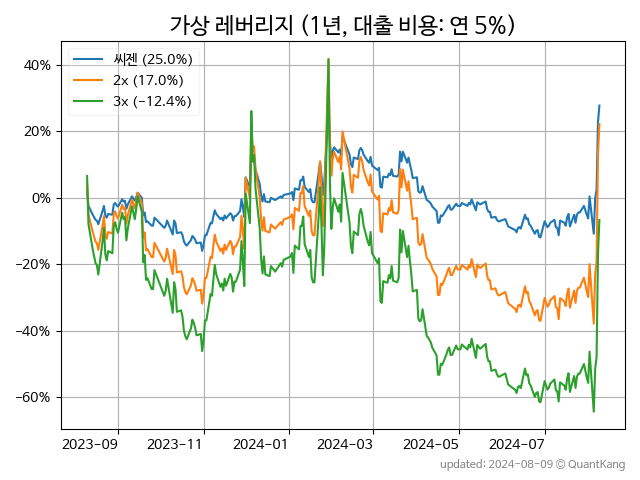 가상 레버리지 (1년, 대출 비용: 연 5%)
씨젠 (25.0%)
2x (17.0%)
3x (−12.4%)
40%
20%
0%
−20%
−40%
−60%
2023-09 2023-11 2024-01 2024-03 2024-05 2024-07
updated: 2024-08-09 © QuantKang